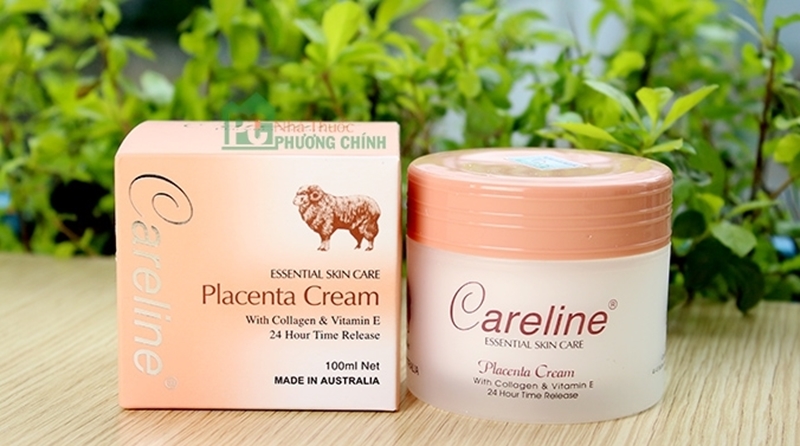 PC
Nhà Thuốc
PHƯƠNG CHÍNH
Careline®
ESSENTIAL SKIN CARE
Placenta Cream
With Collagen & Vitamin E
24 Hour Time Release
100ml Net
MADE IN AUSTRALIA
Careline®
ESSENTIAL SKIN CARE
Placenta Cream
With Collagen & Vitamin E
24 Hour Time Release